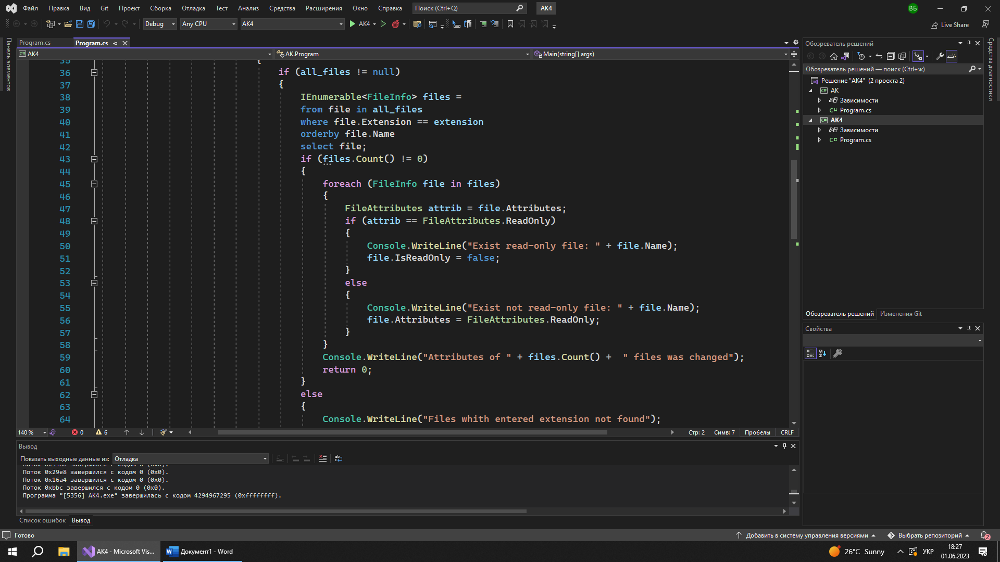 Файл Правка Вид Git Проект Сборка Отладка Тест Анализ Средства Расширения Окно Справка Поиск (Ctrl+Q) AK4 ВБ
Debug Any CPU AK4 AK4 Live Share
Панель элементов
Program.cs Program.cs
AK4 AK.Program Main(string[] args)
35 {
36 if (all_files != null)
37 {
38 IEnumerable<FileInfo> files =
39 from file in all_files
40 where file.Extension == extension
41 orderby file.Name
42 select file;
43 if (files.Count() != 0)
44 {
45 foreach (FileInfo file in files)
46 {
47 FileAttributes attrib = file.Attributes;
48 if (attrib == FileAttributes.ReadOnly)
49 {
50 Console.WriteLine("Exist read-only file: " + file.Name);
51 file.IsReadOnly = false;
52 }
53 else
54 {
55 Console.WriteLine("Exist not read-only file: " + file.Name);
56 file.Attributes = FileAttributes.ReadOnly;
57 }
58 }
59 Console.WriteLine("Attributes of " + files.Count() +  " files was changed");
60 return 0;
61 }
62 else
63 {
64 Console.WriteLine("Files whith entered extension not found");
140 % 0 6 Стр: 2 Симв: 7 Пробелы CRLF
Вывод
Показать выходные данные из: Отладка
Поток 0x29e8 завершился с кодом 0 (0x0).
Поток 0x16a4 завершился с кодом 0 (0x0).
Поток 0xbbc завершился с кодом 0 (0x0).
Программа "[5356] AK4.exe" завершилась с кодом 4294967295 (0xffffffff).
Список ошибок Вывод
Обозреватель решений
Обозреватель решений — поиск (Ctrl+ж)
Решение "AK4" (2 проекта 2)
AK
Зависимости
C# Program.cs
AK4
Зависимости
C# Program.cs
Обозреватель решений Изменения Git
Свойства
Средства диагностики
Готово Добавить в систему управления версиями Выбрать репозиторий 2
AK4 - Microsoft Vis... Документ1 - Word 26°C Sunny УКР 18:27
01.06.2023